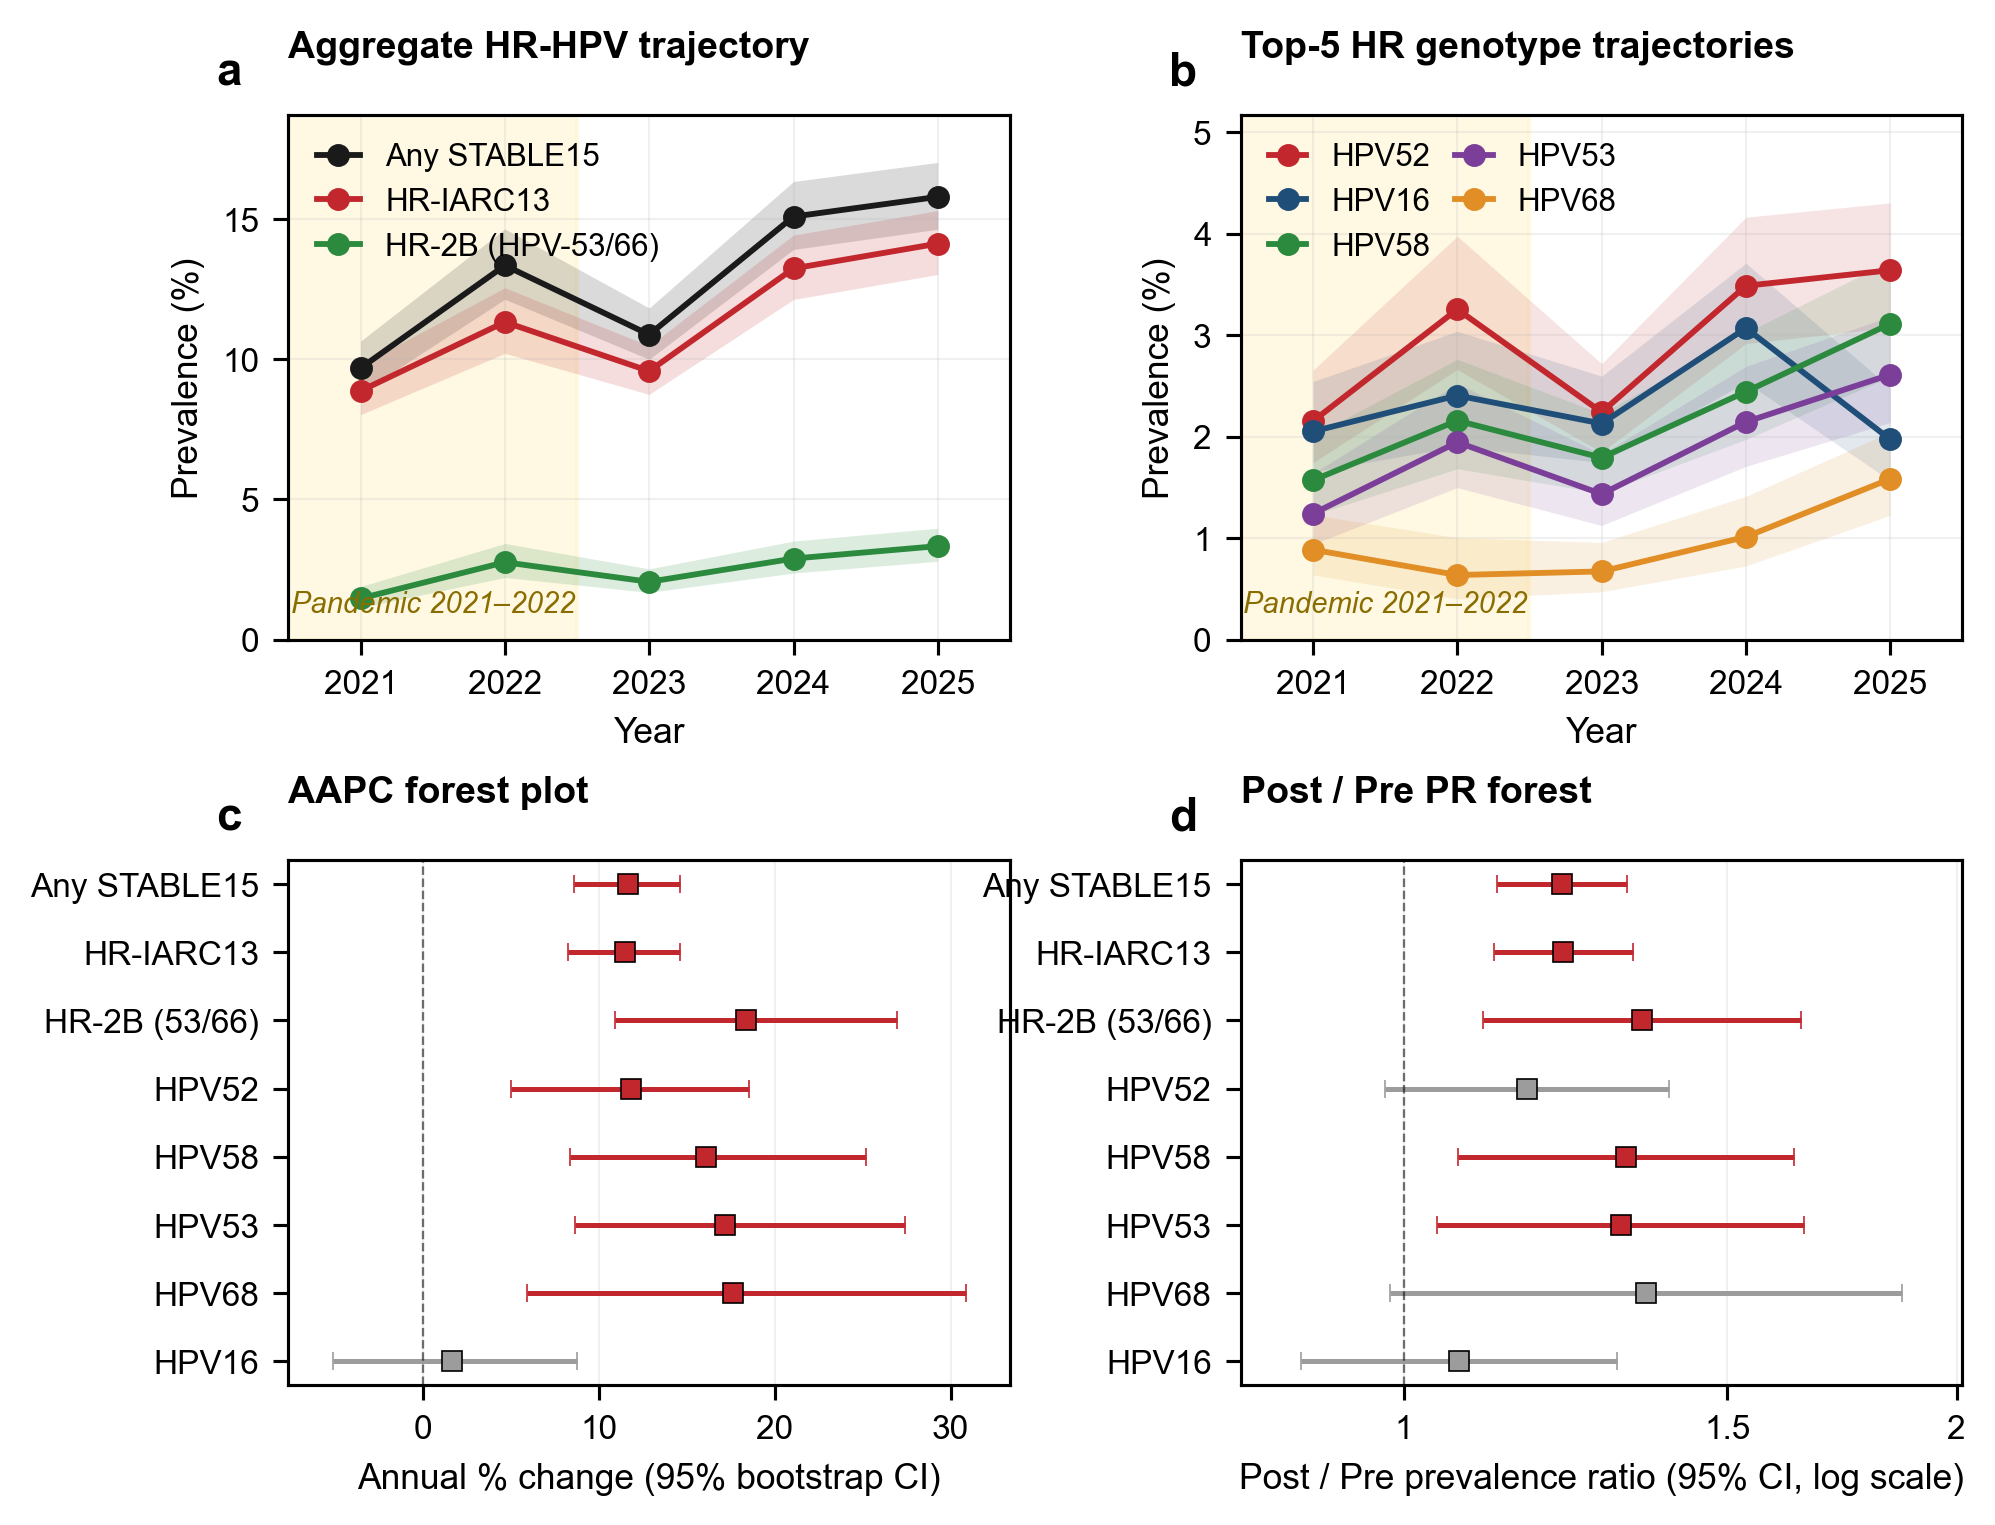 a
Aggregate HR-HPV trajectory
Any STABLE15
HR-IARC13
HR-2B (HPV-53/66)
Pandemic 2021–2022
Prevalence (%)
15
10
5
0
2021 2022 2023 2024 2025
Year
b
Top-5 HR genotype trajectories
HPV52 HPV53
HPV16 HPV68
HPV58
Pandemic 2021–2022
Prevalence (%)
5
4
3
2
1
0
2021 2022 2023 2024 2025
Year
c
AAPC forest plot
Any STABLE15
HR-IARC13
HR-2B (53/66)
HPV52
HPV58
HPV53
HPV68
HPV16
0 10 20 30
Annual % change (95% bootstrap CI)
d
Post / Pre PR forest
Any STABLE15
HR-IARC13
HR-2B (53/66)
HPV52
HPV58
HPV53
HPV68
HPV16
1 1.5 2
Post / Pre prevalence ratio (95% CI, log scale)